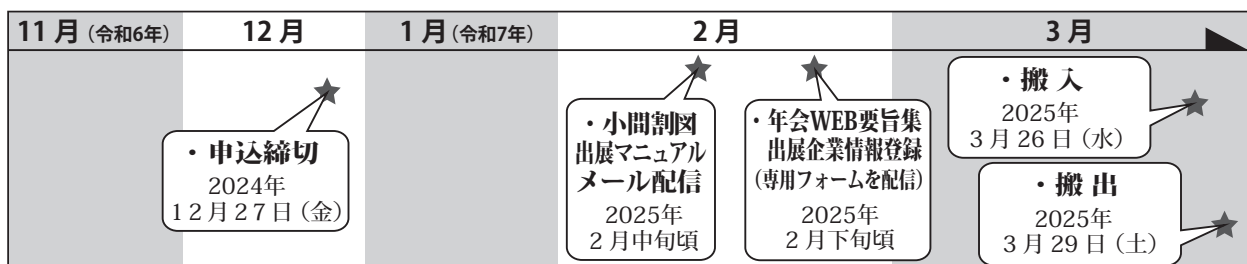 11月（令和6年）
12月
1月（令和7年）
2月
3月
・申込締切
2024年
12月27日（金）
・小間割図
出展マニュアル
メール配信
2025年
2月中旬頃
・年会WEB要旨集
出展企業情報登録
（専用フォームを配信）
2025年
2月下旬頃
・搬入
2025年
3月26日（水）
・搬出
2025年
3月29日（土）